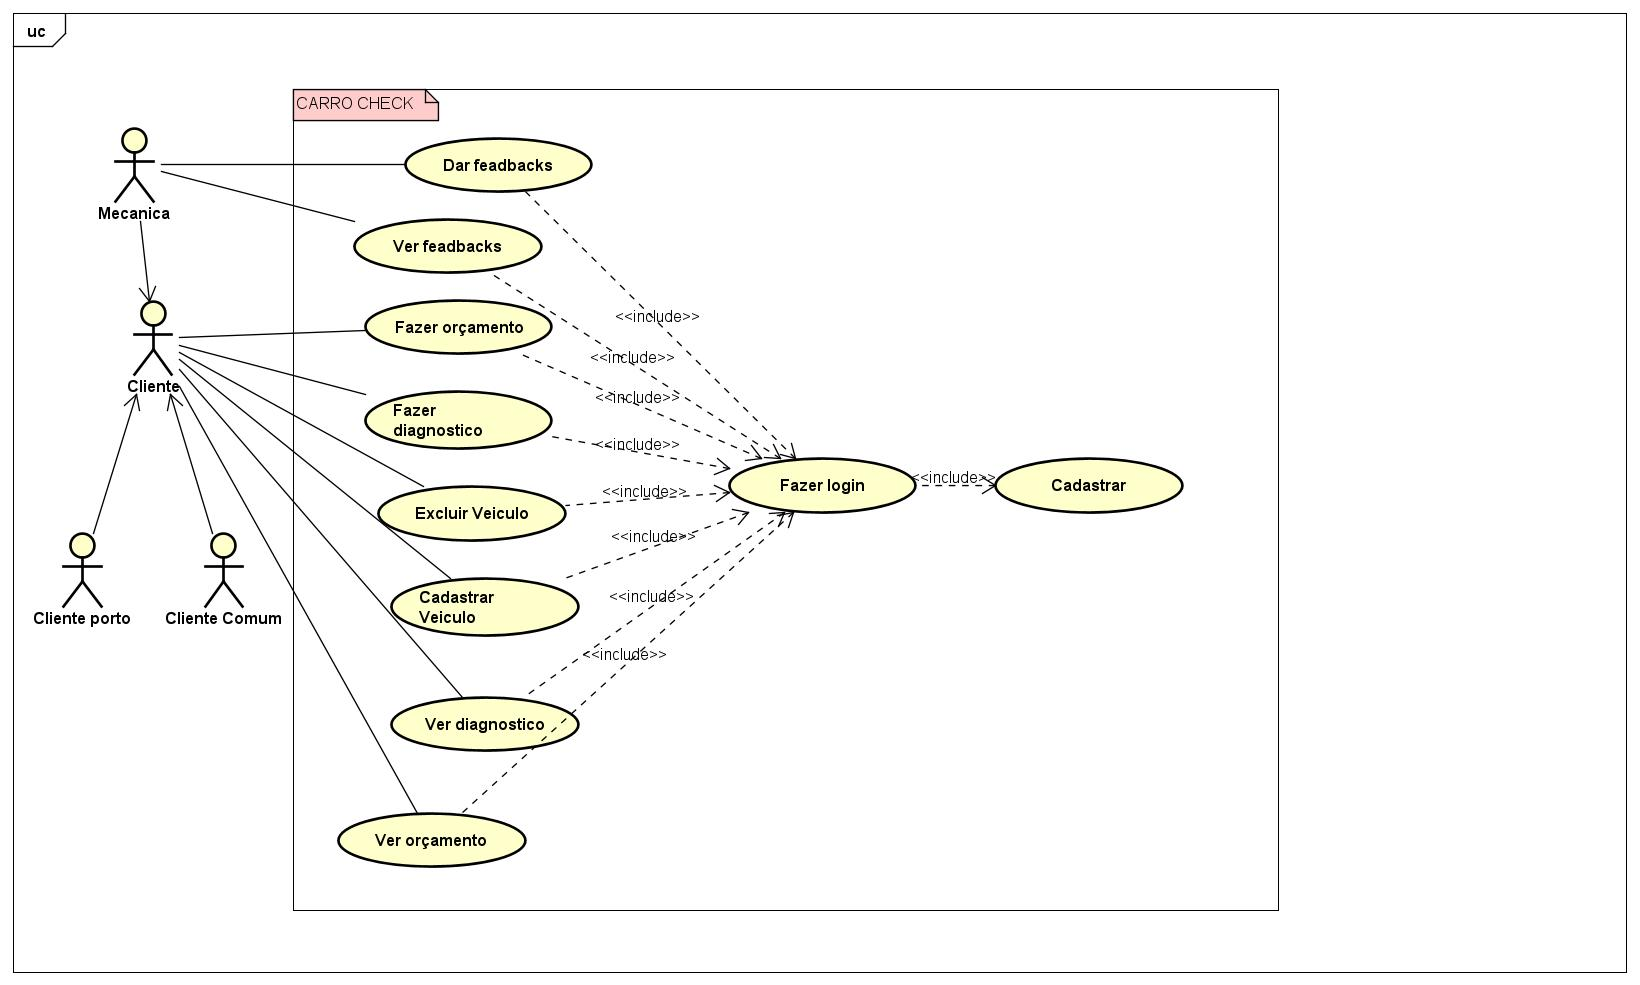 uc
CARRO CHECK
Dar feadbacks
Mecanica
Ver feadbacks
<<include>>
Fazer orçamento
<<include>>
Cliente
<<include>>
Fazer
diagnostico
<<include>>
Fazer login
<<include>>
Cadastrar
<<include>>
Excluir Veiculo
<<include>>
Cadastrar
Veiculo
<<include>>
Cliente porto
Cliente Comum
<<include>>
Ver diagnostico
Ver orçamento